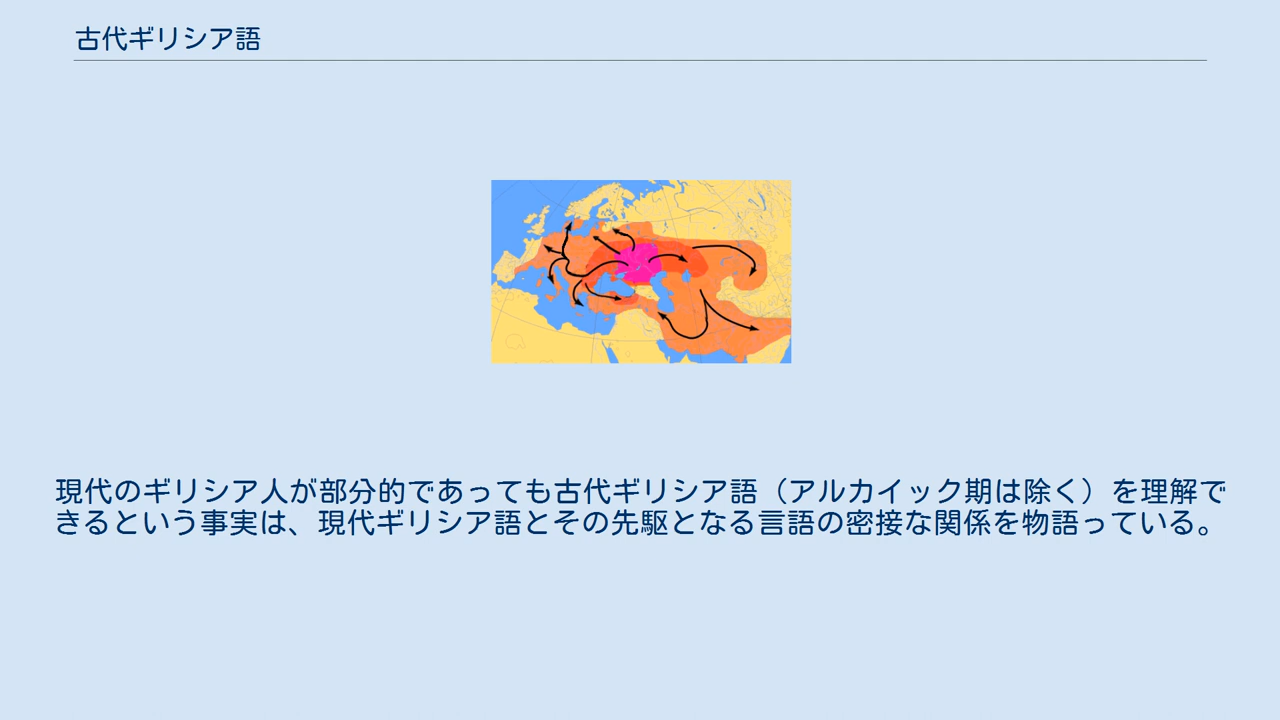 古代ギリシア語
現代のギリシア人が部分的であっても古代ギリシア語（アルカイック期は除く）を理解で
きるという事実は、現代ギリシア語とその先駆となる言語の密接な関係を物語っている。